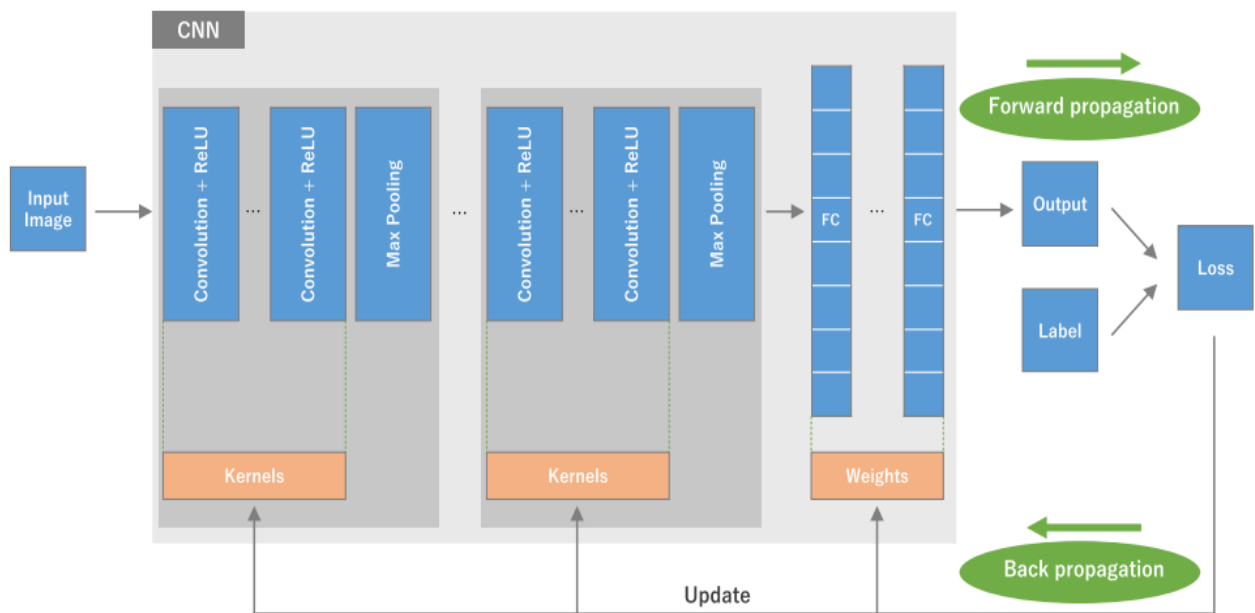 CNN
Forward propagation
Input
Image
Convolution + ReLU
...
Convolution + ReLU
Max Pooling
...
Convolution + ReLU
...
Convolution + ReLU
Max Pooling
FC
...
FC
Output
Label
Loss
Kernels
Kernels
Weights
Back propagation
Update